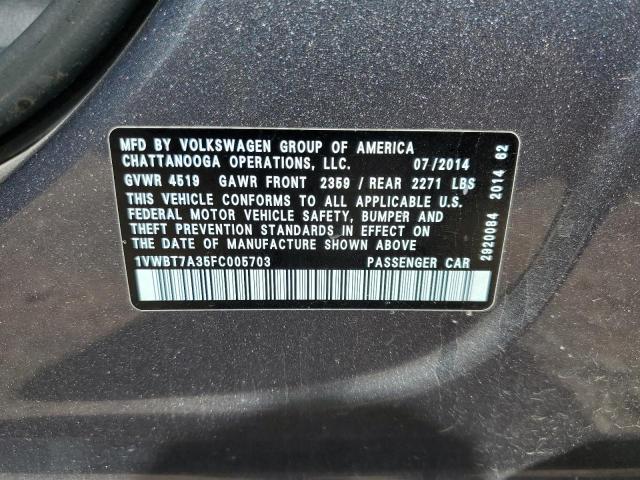 MFD BY VOLKSWAGEN GROUP OF AMERICA
CHATTANOOGA OPERATIONS, LLC. 07/2014
GVWR 4519 GAWR FRONT 2359 / REAR 2271 LBS
THIS VEHICLE CONFORMS TO ALL APPLICABLE U.S.
FEDERAL MOTOR VEHICLE SAFETY, BUMPER AND
THEFT PREVENTION STANDARDS IN EFFECT ON
THE DATE OF MANUFACTURE SHOWN ABOVE
1VWBT7A35FC005703 PASSENGER CAR
2920084 2014 62